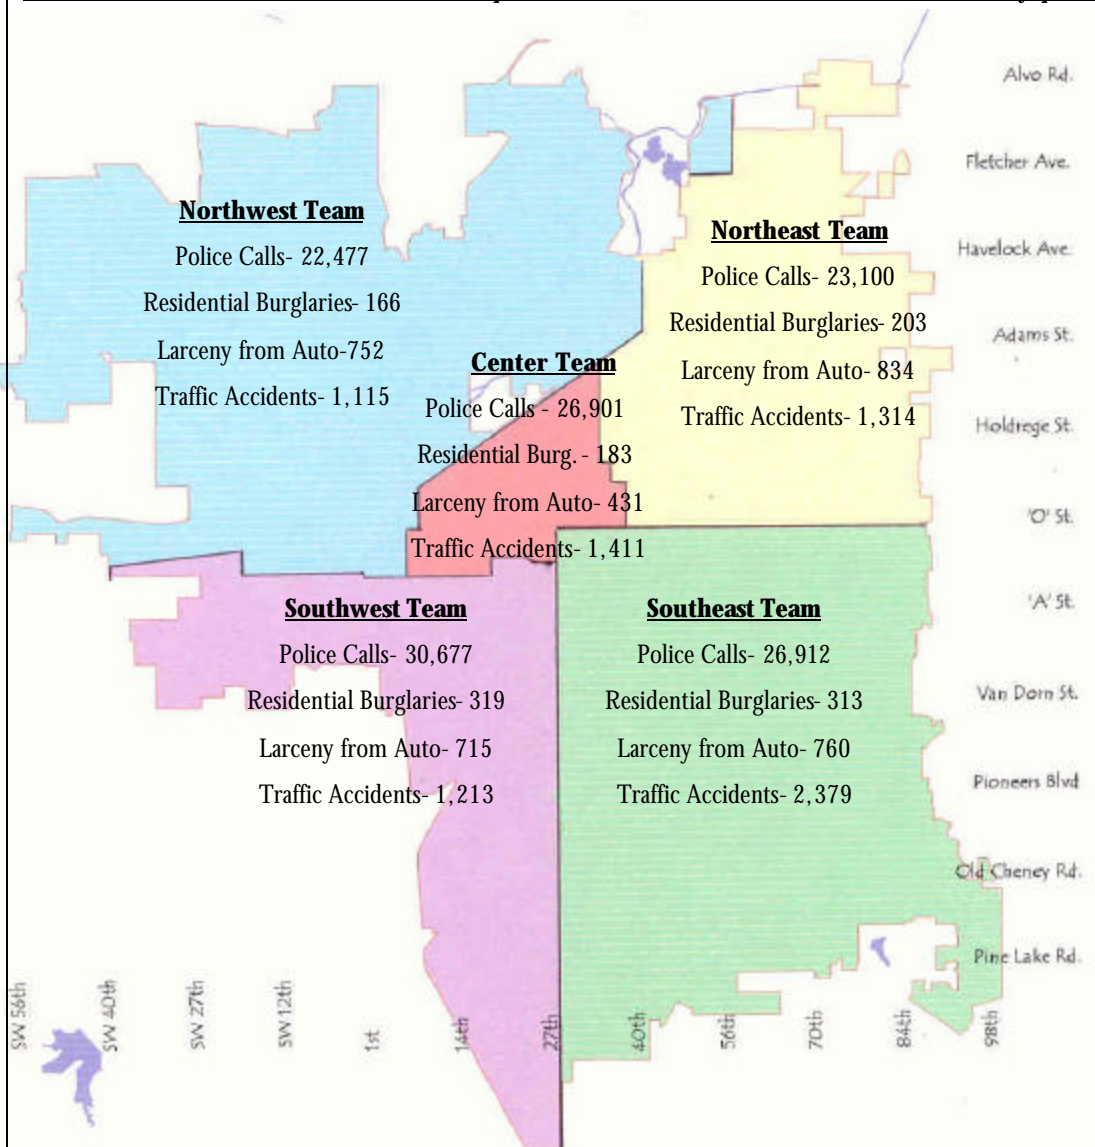 Alvo Rd.
Fletcher Ave.
Northwest Team
Police Calls- 22,477
Residential Burglaries- 166
Larceny from Auto-752
Traffic Accidents- 1,115
Northeast Team
Police Calls- 23,100
Residential Burglaries- 203
Larceny from Auto- 834
Traffic Accidents- 1,314
Havelock Ave.
Adams St.
Holdrege St.
Center Team
Police Calls - 26,901
Residential Burg. - 183
Larceny from Auto- 431
Traffic Accidents- 1,411
'O' St.
'A' St.
Southwest Team
Police Calls- 30,677
Residential Burglaries- 319
Larceny from Auto- 715
Traffic Accidents- 1,213
Southeast Team
Police Calls- 26,912
Residential Burglaries- 313
Larceny from Auto- 760
Traffic Accidents- 2,379
Van Dorn St.
Pioneers Blvd
Old Cheney Rd.
Pine Lake Rd.
SW 56th
SW 40th
SW 27th
SW 12th
1st
14th
27th
40th
56th
70th
84th
98th